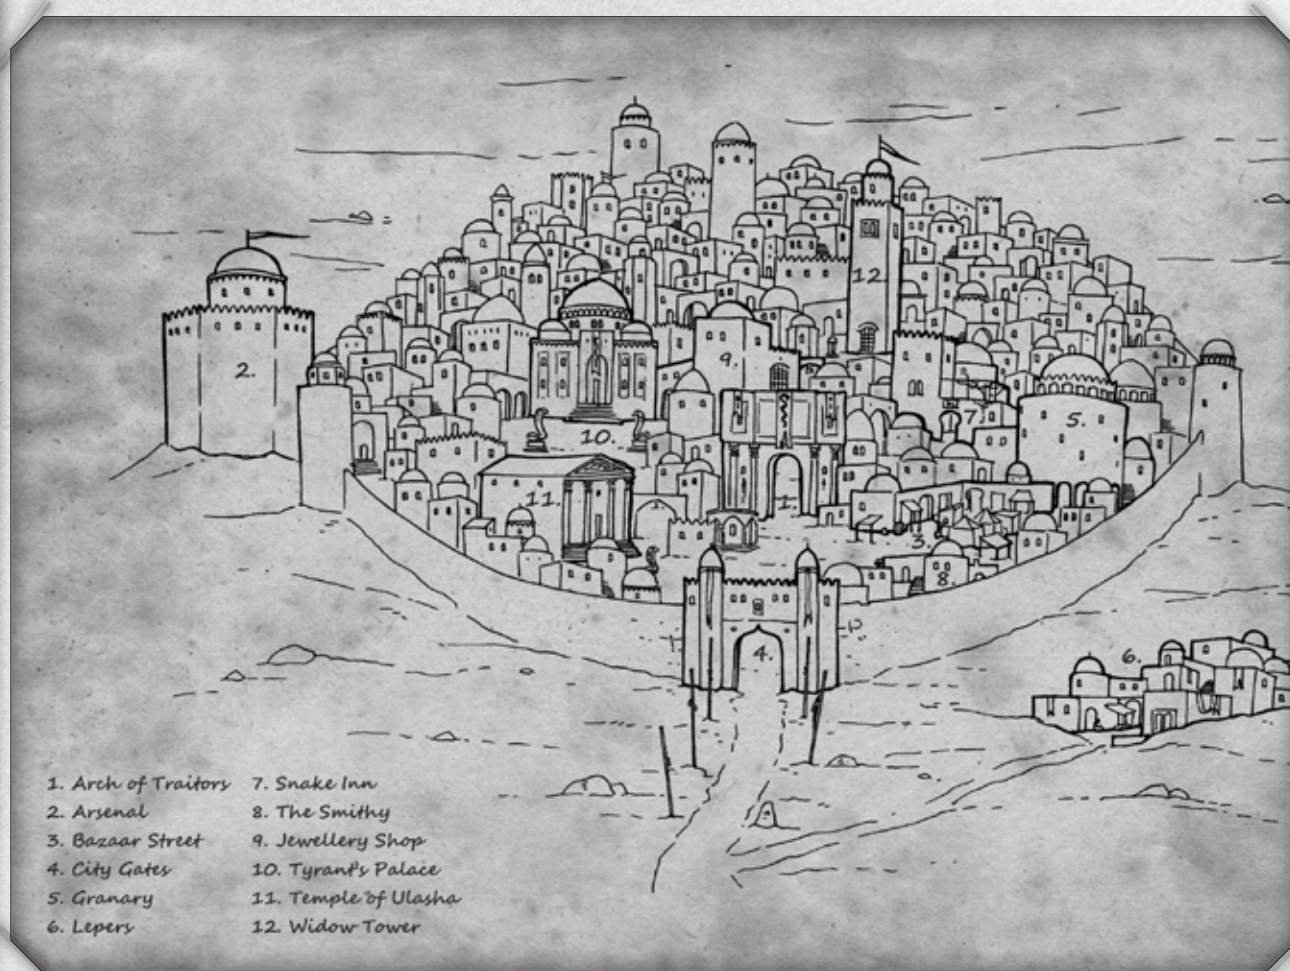 12.
2.
9.
7.
5.
10.
11.
1.
3.
8.
4.
6.
1. Arch of Traitors
2. Arsenal
3. Bazaar Street
4. City Gates
5. Granary
6. Lepers
7. Snake Inn
8. The Smithy
9. Jewellery Shop
10. Tyrant's Palace
11. Temple of Ulasha
12. Widow Tower